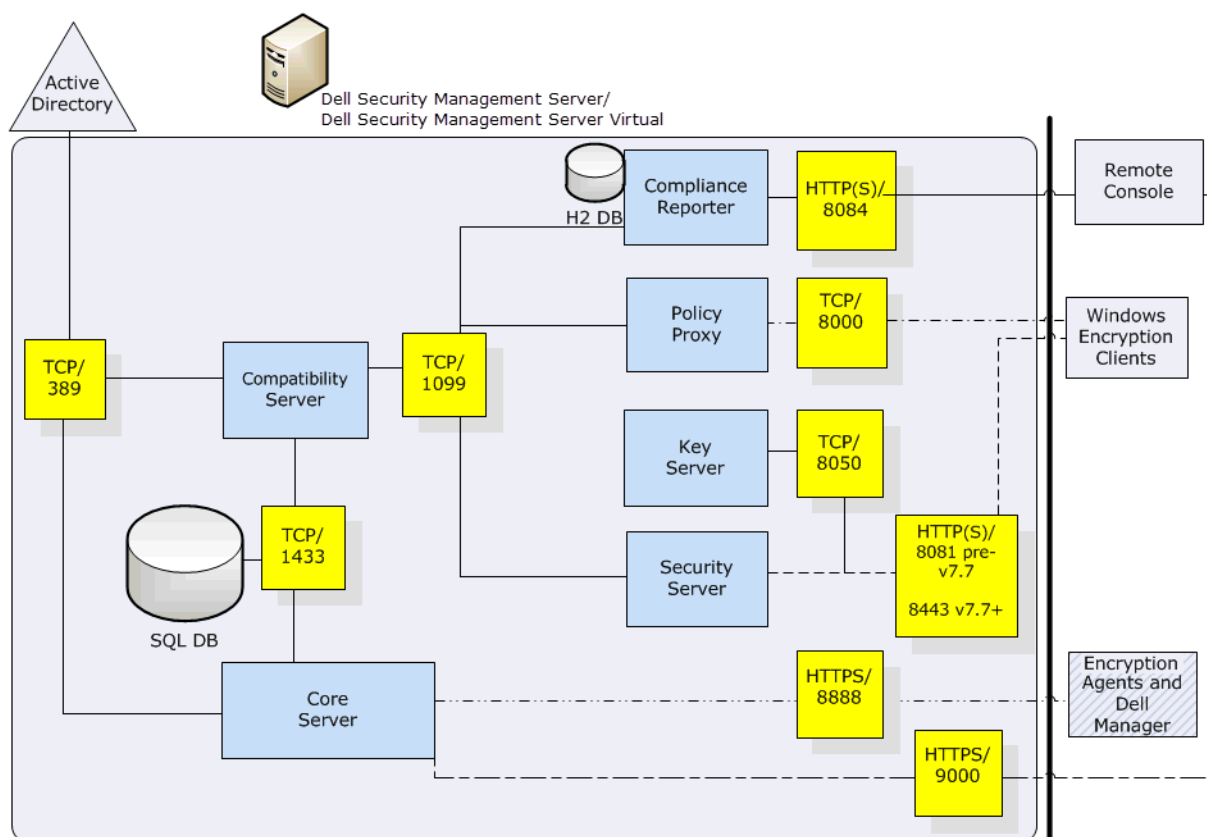 Active
Directory
Dell Security Management Server/
Dell Security Management Server Virtual
H2 DB
Compliance
Reporter
HTTP(S)/
8084
Remote
Console
Policy
Proxy
TCP/
8000
Windows
Encryption
Clients
TCP/
389
Compatibility
Server
TCP/
1099
Key
Server
TCP/
8050
TCP/
1433
SQL DB
Security
Server
HTTP(S)/
8081 pre-
v7.7
8443 v7.7+
Core
Server
HTTPS/
8888
Encryption
Agents and
Dell
Manager
HTTPS/
9000